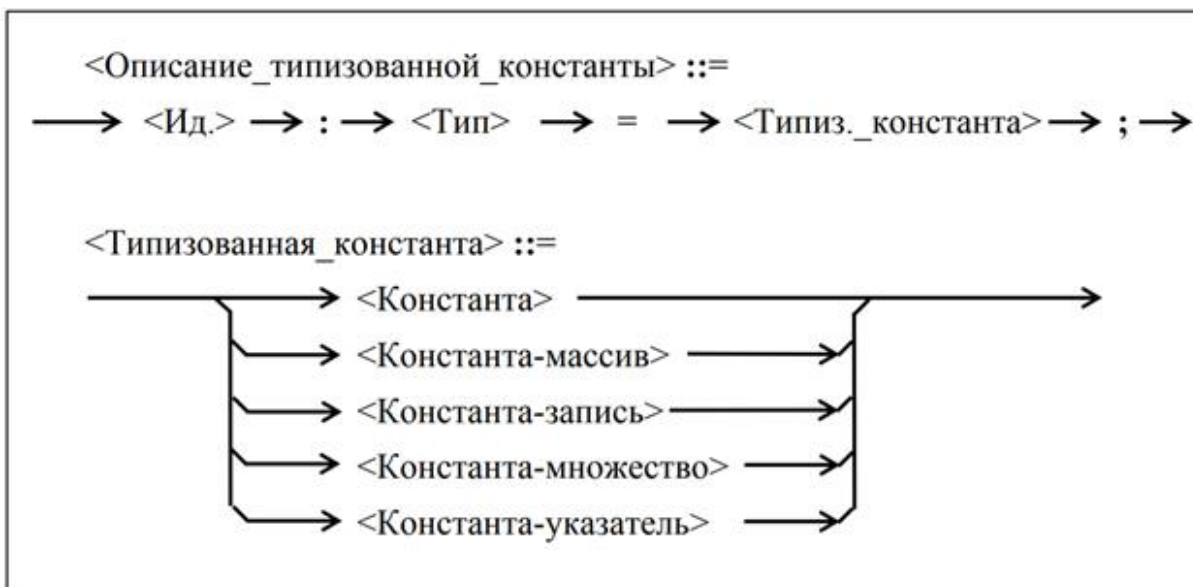 <Описание_типизованной_константы> ::=
<Ид.> : <Тип> = <Типиз._константа> ;
<Типизованная_константа> ::=
<Константа>
<Константа-массив>
<Константа-запись>
<Константа-множество>
<Константа-указатель>